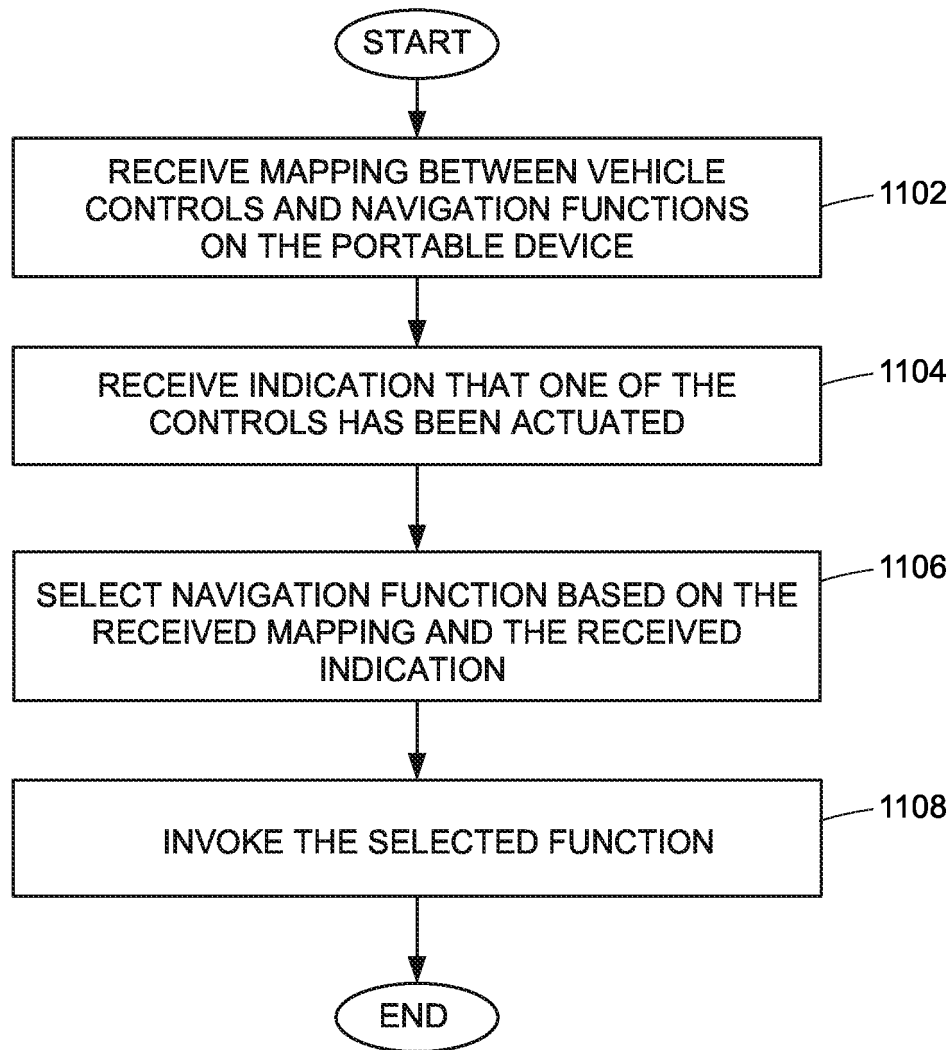 START
RECEIVE MAPPING BETWEEN VEHICLE
CONTROLS AND NAVIGATION FUNCTIONS
ON THE PORTABLE DEVICE
1102
RECEIVE INDICATION THAT ONE OF THE
CONTROLS HAS BEEN ACTUATED
1104
SELECT NAVIGATION FUNCTION BASED ON THE
RECEIVED MAPPING AND THE RECEIVED
INDICATION
1106
INVOKE THE SELECTED FUNCTION
1108
END